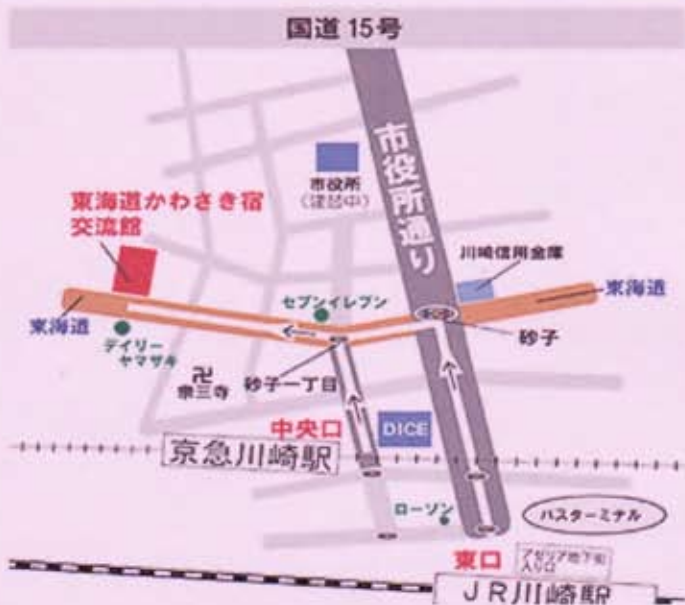 国道15号
市役所通り
市役所
(建替中)
東海道かわさき宿
交流館
川崎信用金庫
セブンイレブン
東海道
東海道
デイリー
ヤマザキ
砂子
卍
宗三寺
砂子一丁目
中央口
DICE
京急川崎駅
ローソン
バスターミナル
東口
アゼリア地下街
入り口
JR川崎駅